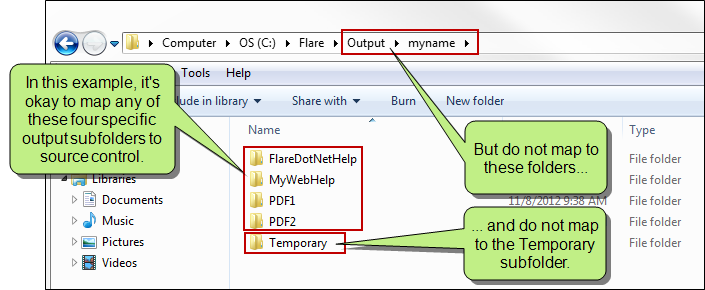 Computer ▸ OS (C:) ▸ Flare ▸ Output ▸ myname ▸
Tools Help
In this example, it's
okay to map any of
these four specific
output subfolders to
source control.
clude in library Share with Burn New folder
Name Type
But do not map to
these folders...
FlareDotNetHelp File folder
MyWebHelp File folder
PDF1 File folder
11/8/2012 9:38 AM
PDF2 File folder
Temporary File folder
... and do not map
to the Temporary
subfolder.
Libraries
Documents
Music
Pictures
Videos